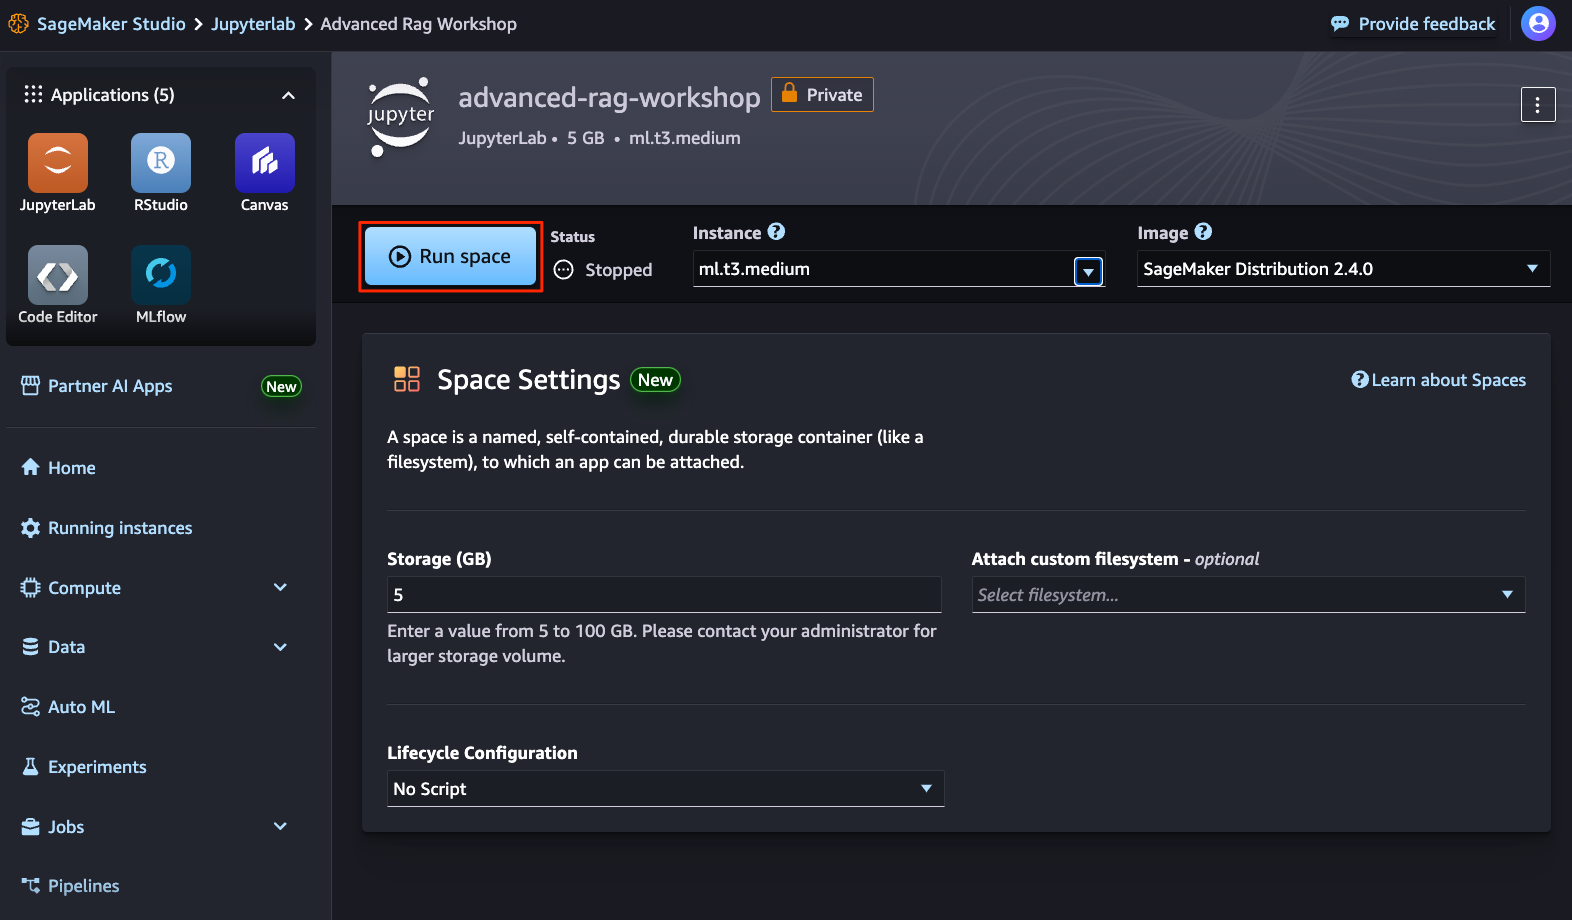 SageMaker Studio > Jupyterlab > Advanced Rag Workshop
Provide feedback
Applications (5)
JupyterLab
RStudio
Canvas
Code Editor
MLflow
Partner AI Apps
New
Home
Running instances
Compute
Data
Auto ML
Experiments
Jobs
Pipelines
jupyter
advanced-rag-workshop
Private
JupyterLab • 5 GB • ml.t3.medium
Run space
Status
Stopped
Instance ?
ml.t3.medium
Image ?
SageMaker Distribution 2.4.0
Space Settings
New
? Learn about Spaces
A space is a named, self-contained, durable storage container (like a
filesystem), to which an app can be attached.
Storage (GB)
5
Enter a value from 5 to 100 GB. Please contact your administrator for
larger storage volume.
Attach custom filesystem - optional
Select filesystem...
Lifecycle Configuration
No Script